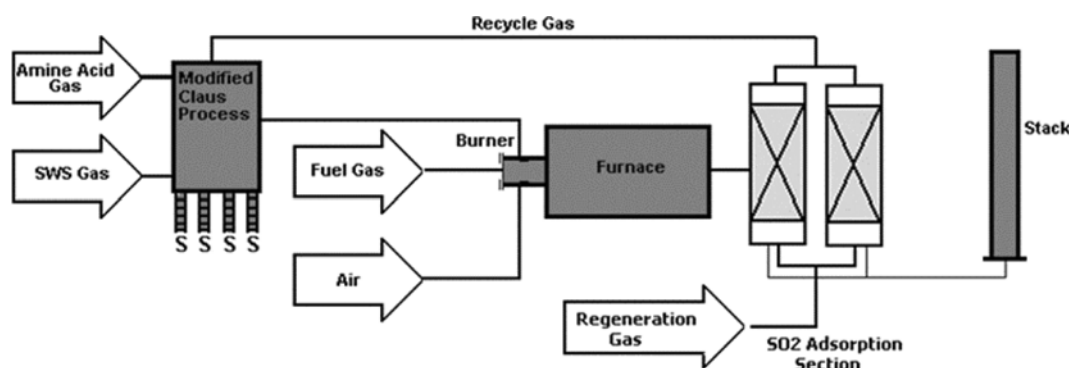 Recycle Gas
Amine Acid
Gas
Modified
Claus
Process
Stack
Burner
SWS Gas
Fuel Gas
Furnace
S S S S
Air
Regeneration
Gas
SO2 Adsorption
Section